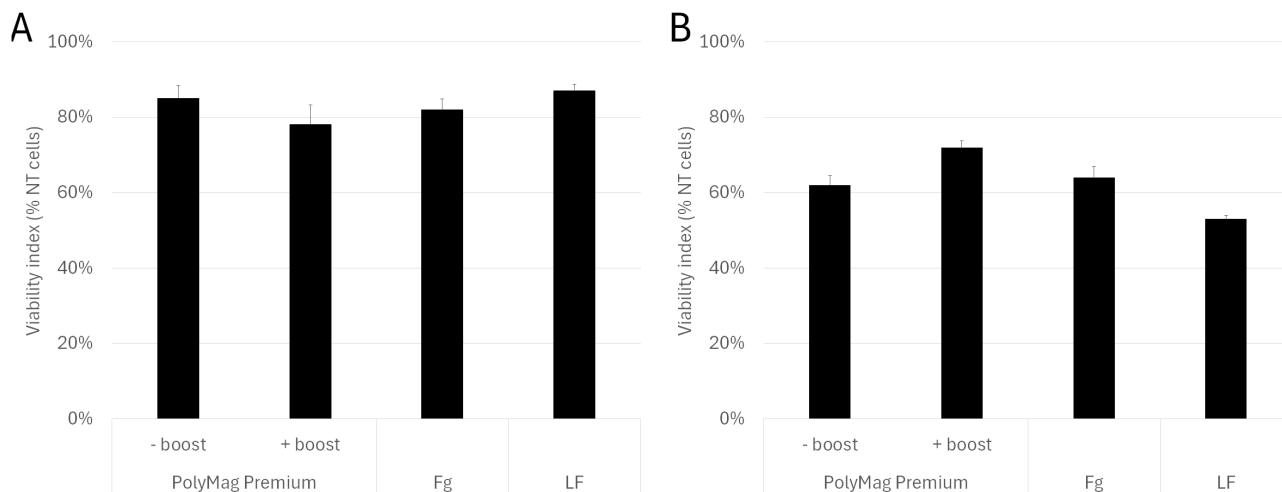 A
100%
80%
60%
40%
20%
0%
Viability index (% NT cells)
- boost
+ boost
PolyMag Premium
Fg
LF
B
100%
80%
60%
40%
20%
0%
Viability index (% NT cells)
- boost
+ boost
PolyMag Premium
Fg
LF